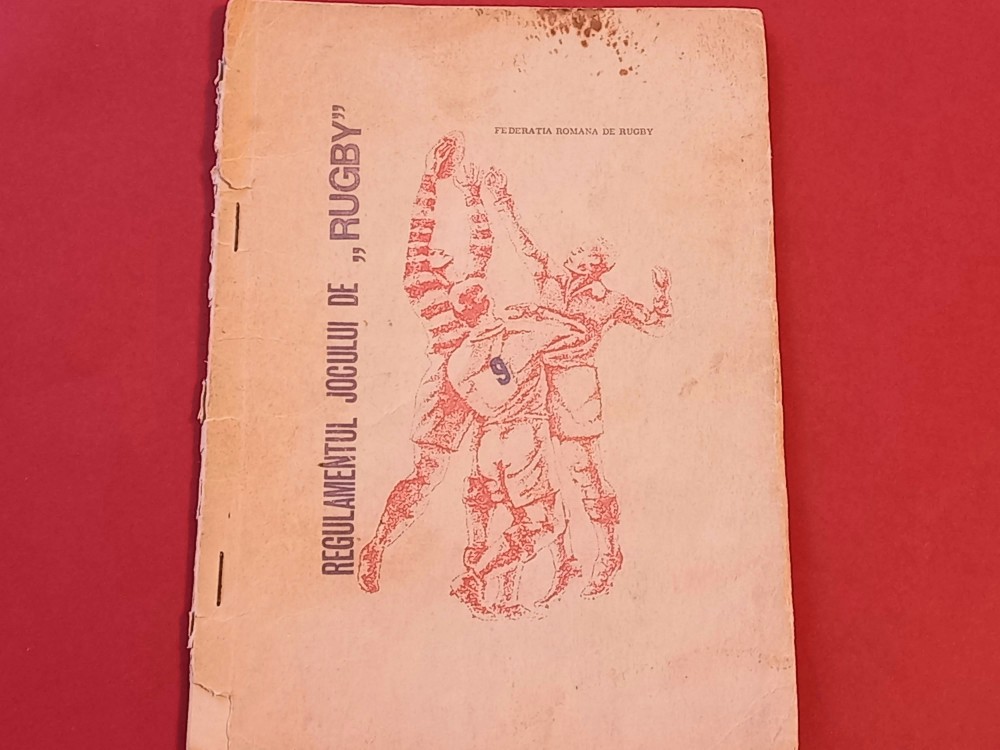 FEDERATIA ROMANA DE RUGBY
REGULAMENTUL JOCULUI DE „RUGBY”
9